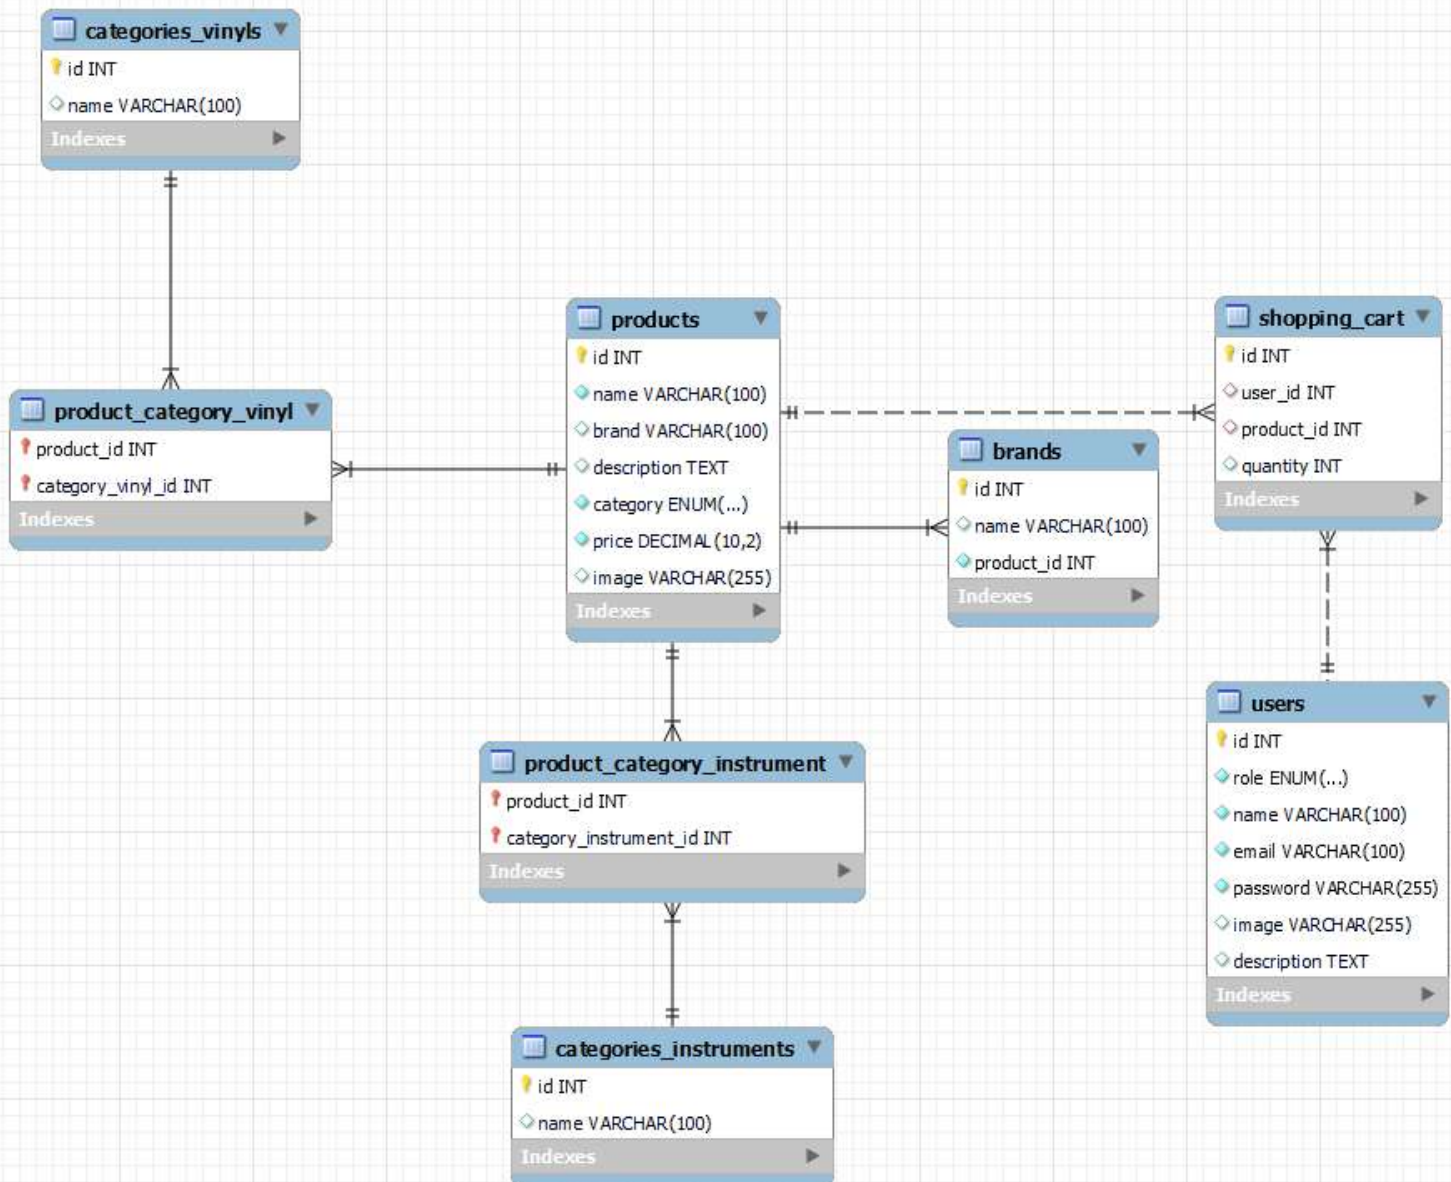 categories_vinyls
id INT
name VARCHAR(100)
Indexes
product_category_vinyl
product_id INT
category_vinyl_id INT
Indexes
products
id INT
name VARCHAR(100)
brand VARCHAR(100)
description TEXT
category ENUM(...)
price DECIMAL(10,2)
image VARCHAR(255)
Indexes
brands
id INT
name VARCHAR(100)
product_id INT
Indexes
shopping_cart
id INT
user_id INT
product_id INT
quantity INT
Indexes
users
id INT
role ENUM(...)
name VARCHAR(100)
email VARCHAR(100)
password VARCHAR(255)
image VARCHAR(255)
description TEXT
Indexes
product_category_instrument
product_id INT
category_instrument_id INT
Indexes
categories_instruments
id INT
name VARCHAR(100)
Indexes